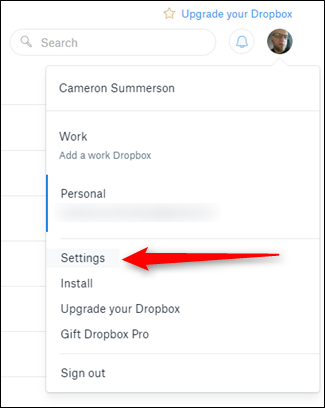 Upgrade your Dropbox
Search
Cameron Summerson
Work
Add a work Dropbox
Personal
Settings
Install
Upgrade your Dropbox
Gift Dropbox Pro
Sign out